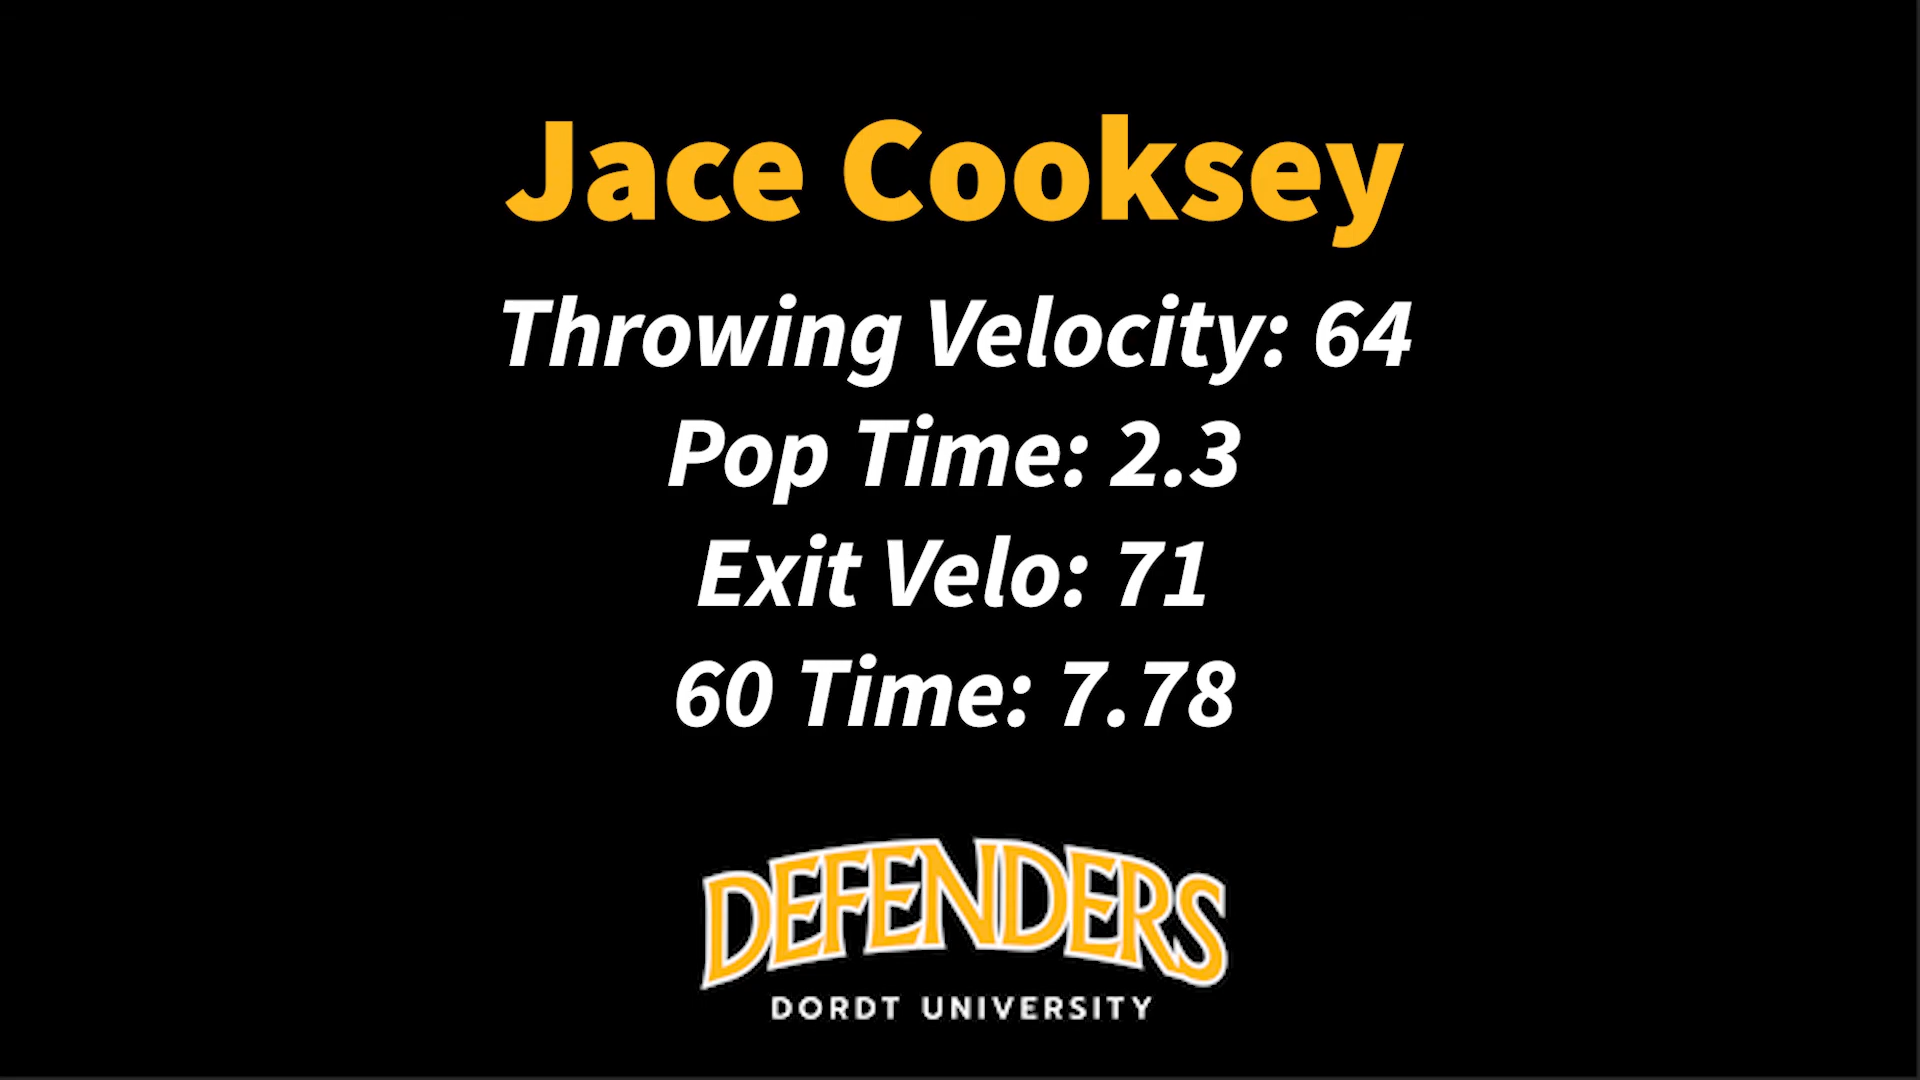 Jace Cooksey
Throwing Velocity: 64
Pop Time: 2.3
Exit Velo: 71
60 Time: 7.78
DEFENDERS
DORDT UNIVERSITY